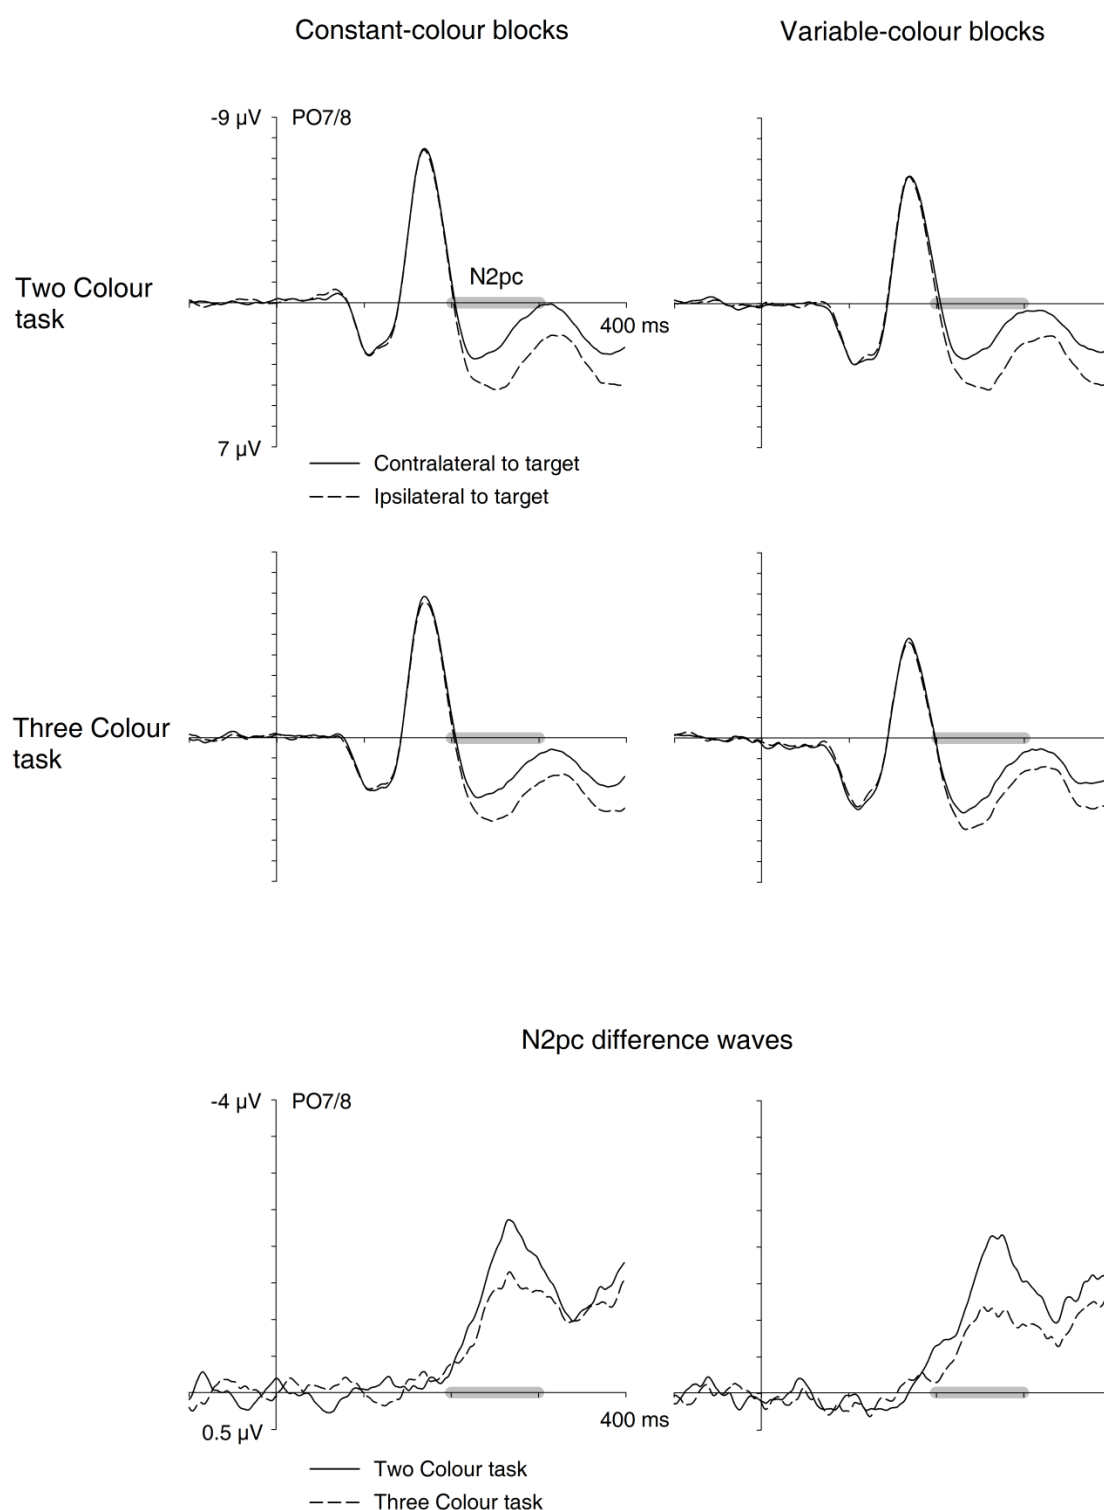 Constant-colour blocks
Variable-colour blocks
-9 µV
PO7/8
Two Colour
task
N2pc
400 ms
7 µV
Contralateral to target
Ipsilateral to target
Three Colour
task
N2pc difference waves
-4 µV
PO7/8
400 ms
0.5 µV
Two Colour task
Three Colour task